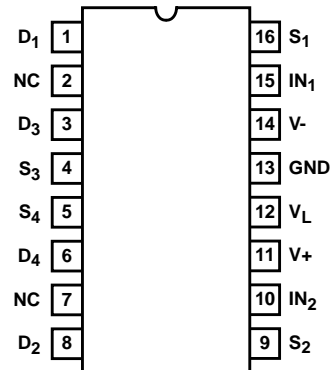 D1 1 16 S1
NC 2 15 IN1
D3 3 14 V-
S3 4 13 GND
S4 5 12 VL
D4 6 11 V+
NC 7 10 IN2
D2 8 9 S2